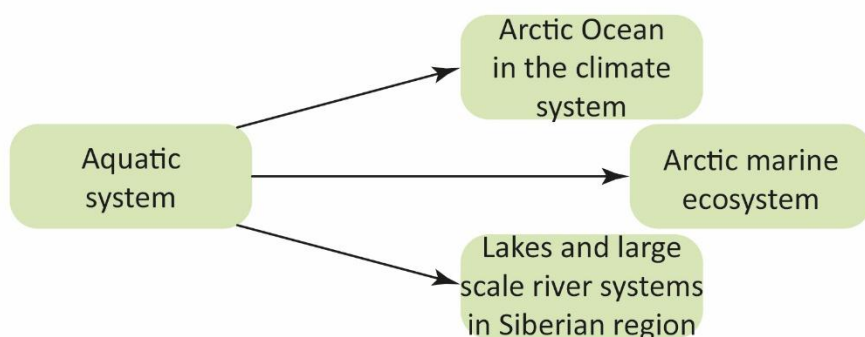 Aquatic
system
Arctic Ocean
in the climate
system
Arctic marine
ecosystem
Lakes and large
scale river systems
in Siberian region